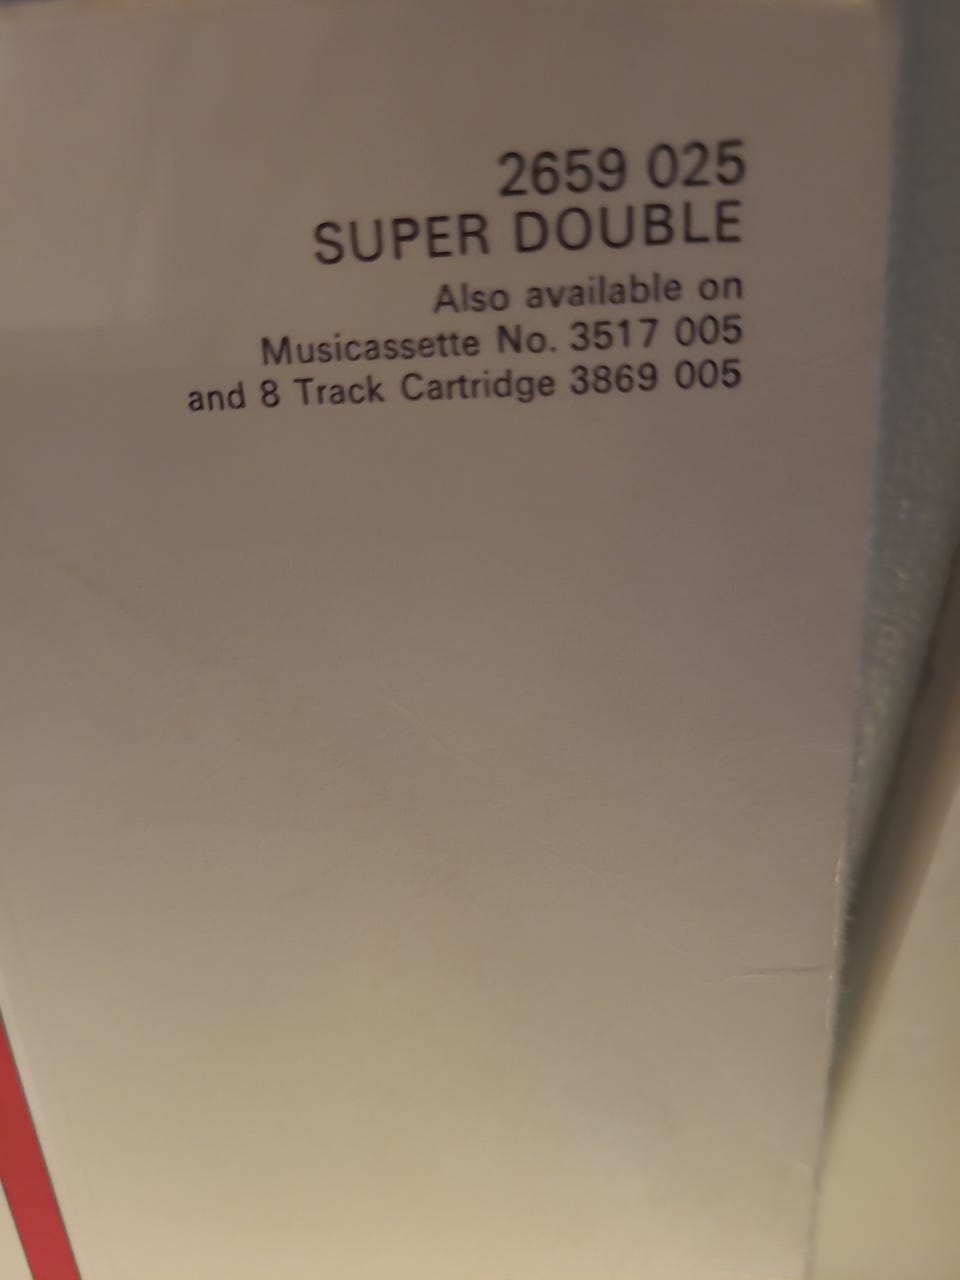 2659 025
SUPER DOUBLE
Also available on
Musicassette No. 3517 005
and 8 Track Cartridge 3869 005